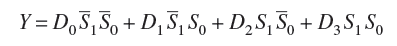 Y = D₀S̅₁S̅₀ + D₁S̅₁S₀ + D₂S₁S̅₀ + D₃S₁S₀